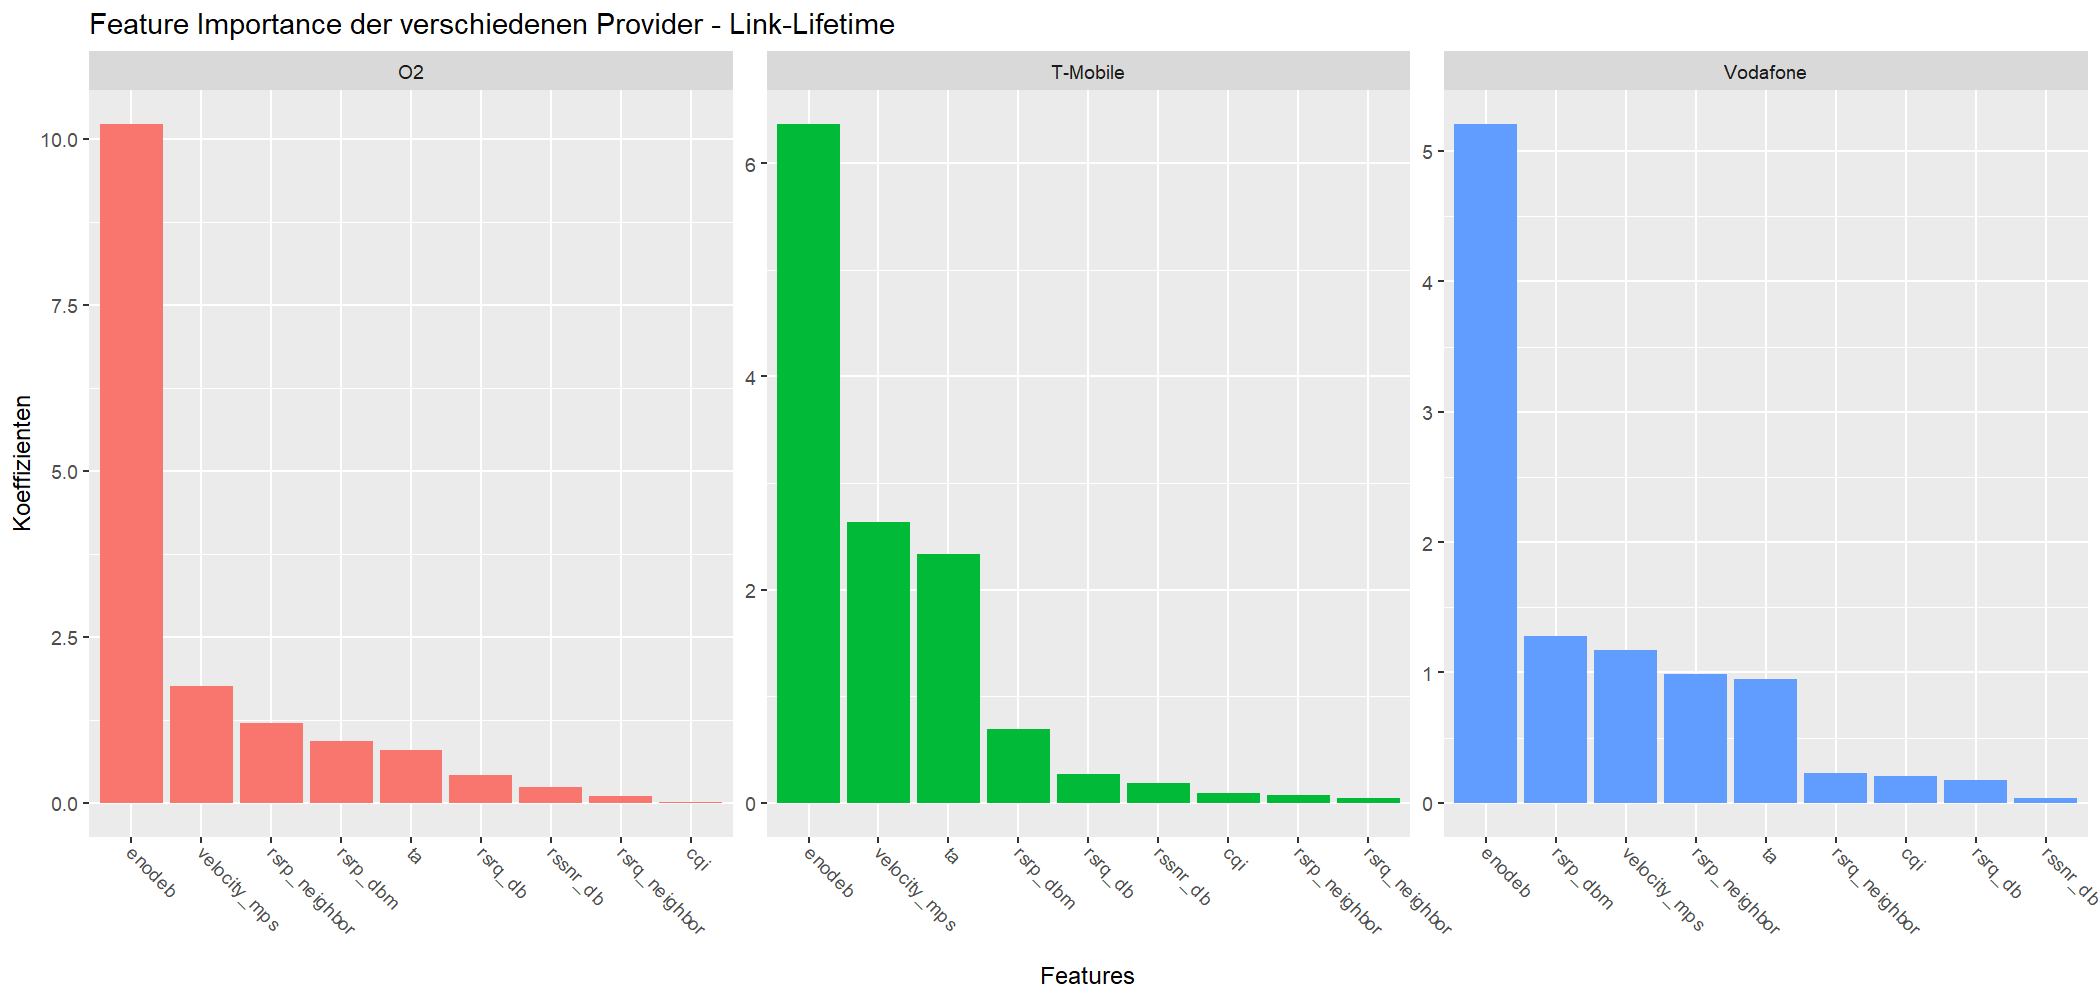 Feature Importance der verschiedenen Provider - Link-Lifetime
O2
T-Mobile
Vodafone
Koeffizienten
10.0
7.5
5.0
2.5
0.0
6
4
2
0
5
4
3
2
1
0
enodeb
velocity_mps
rsrp_neighbor
rsrp_dbm
ta
rsrq_db
rssnr_db
rsrq_neighbor
cqi
enodeb
velocity_mps
ta
rsrp_dbm
rsrq_db
rssnr_db
cqi
rsrp_neighbor
rsrq_neighbor
enodeb
rsrp_dbm
velocity_mps
rsrp_neighbor
ta
rsrq_neighbor
cqi
rsrq_db
rssnr_db
Features